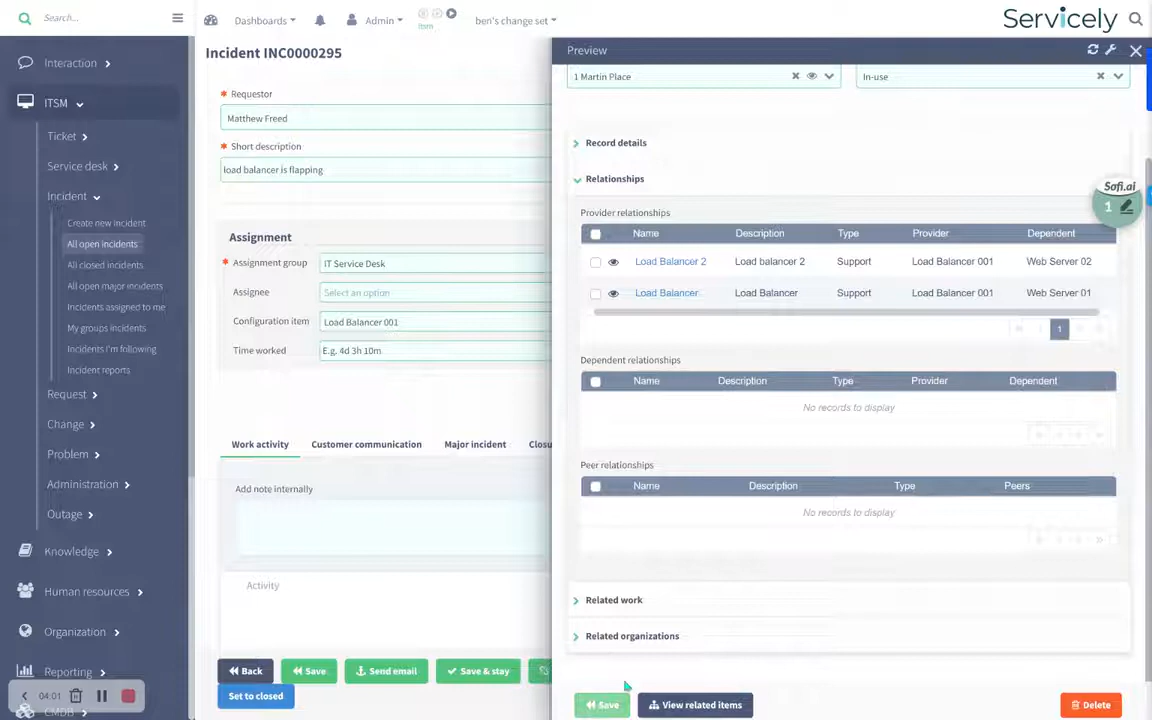 Search...
Dashboards
Admin
Item
ben's change set
Servicely
Interaction
ITSM
Ticket
Service desk
Incident
Create new incident
All open incidents
All closed incidents
All open major incidents
Incidents assigned to me
My groups incidents
Incidents I'm following
Incident reports
Request
Change
Problem
Administration
Outage
Knowledge
Human resources
Organization
Reporting
04:01
CMDB
Incident INC0000295
* Requestor
Matthew Freed
* Short description
load balancer is flapping
Assignment
* Assignment group
IT Service Desk
Assignee
Select an option
Configuration item
Load Balancer 001
Time worked
E.g. 4d 3h 10m
Work activity Customer communication Major incident Closu
Add note internally
Activity
Back Save Send email Save & stay
Set to closed
Preview
1 Martin Place
In-use
Record details
Relationships
Sofi.ai
1
Provider relationships
Name Description Type Provider Dependent
Load Balancer 2 Load balancer 2 Support Load Balancer 001 Web Server 02
Load Balancer Load Balancer Support Load Balancer 001 Web Server 01
1
Dependent relationships
Name Description Type Provider Dependent
No records to display
Peer relationships
Name Description Type Peers
No records to display
Related work
Related organizations
Save View related items Delete